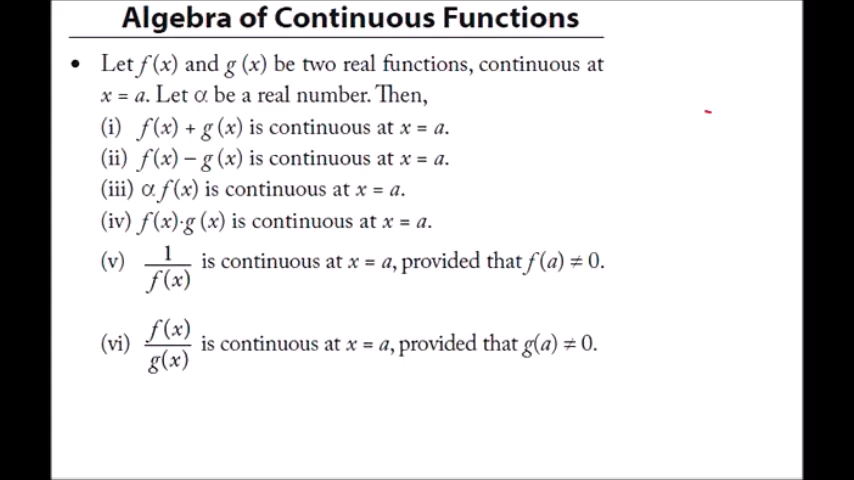 Algebra of Continuous Functions
• Let f(x) and g (x) be two real functions, continuous at
x = a. Let α be a real number. Then,
(i) f(x) + g (x) is continuous at x = a.
(ii) f(x) − g (x) is continuous at x = a.
(iii) α f(x) is continuous at x = a.
(iv) f(x)·g (x) is continuous at x = a.
(v) 1/f(x) is continuous at x = a, provided that f(a) ≠ 0.
(vi) f(x)/g(x) is continuous at x = a, provided that g(a) ≠ 0.